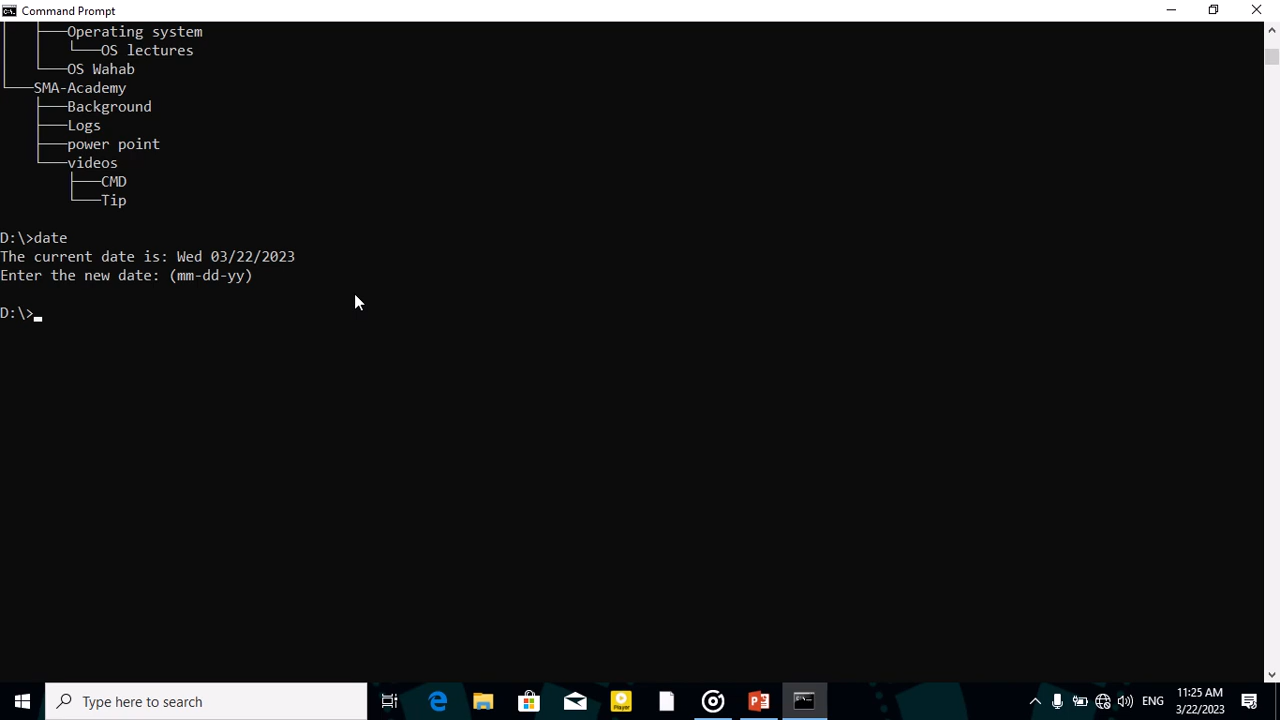 Command Prompt
├───Operating system
└───OS lectures
└───OS Wahab
└───SMA-Academy
├───Background
├───Logs
├───power point
└───videos
├───CMD
└───Tip
D:\>date
The current date is: Wed 03/22/2023
Enter the new date: (mm-dd-yy)
D:\>
Type here to search
Player
ENG
11:25 AM
3/22/2023